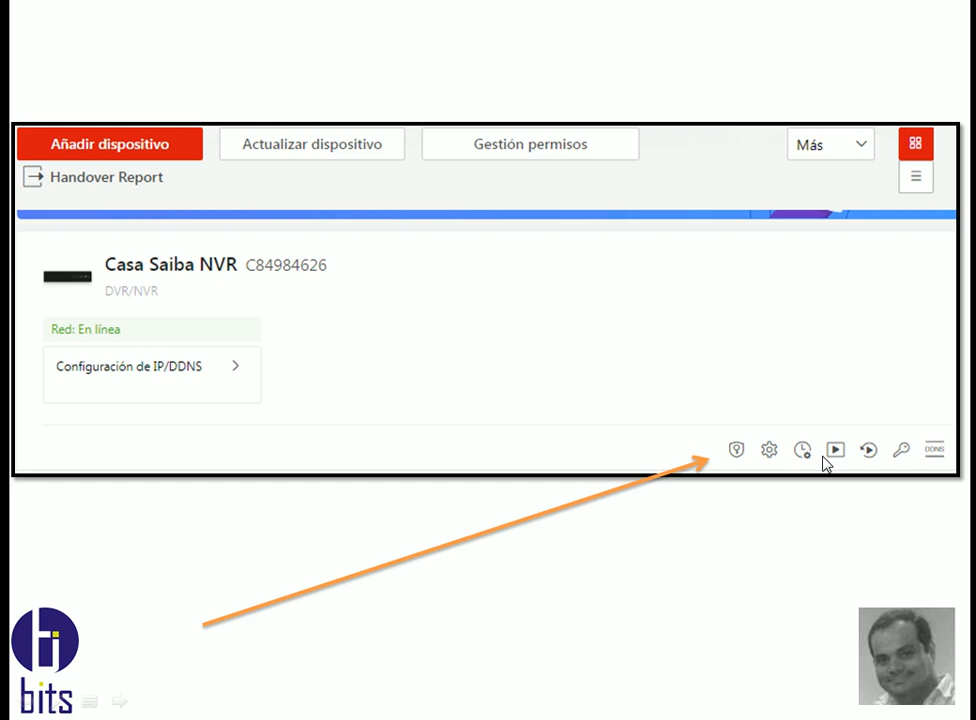 Añadir dispositivo
Actualizar dispositivo
Gestión permisos
Más
Handover Report
Casa Saiba NVR C84984626
DVR/NVR
Red: En línea
Configuración de IP/DDNS
DDNS
hi
bits